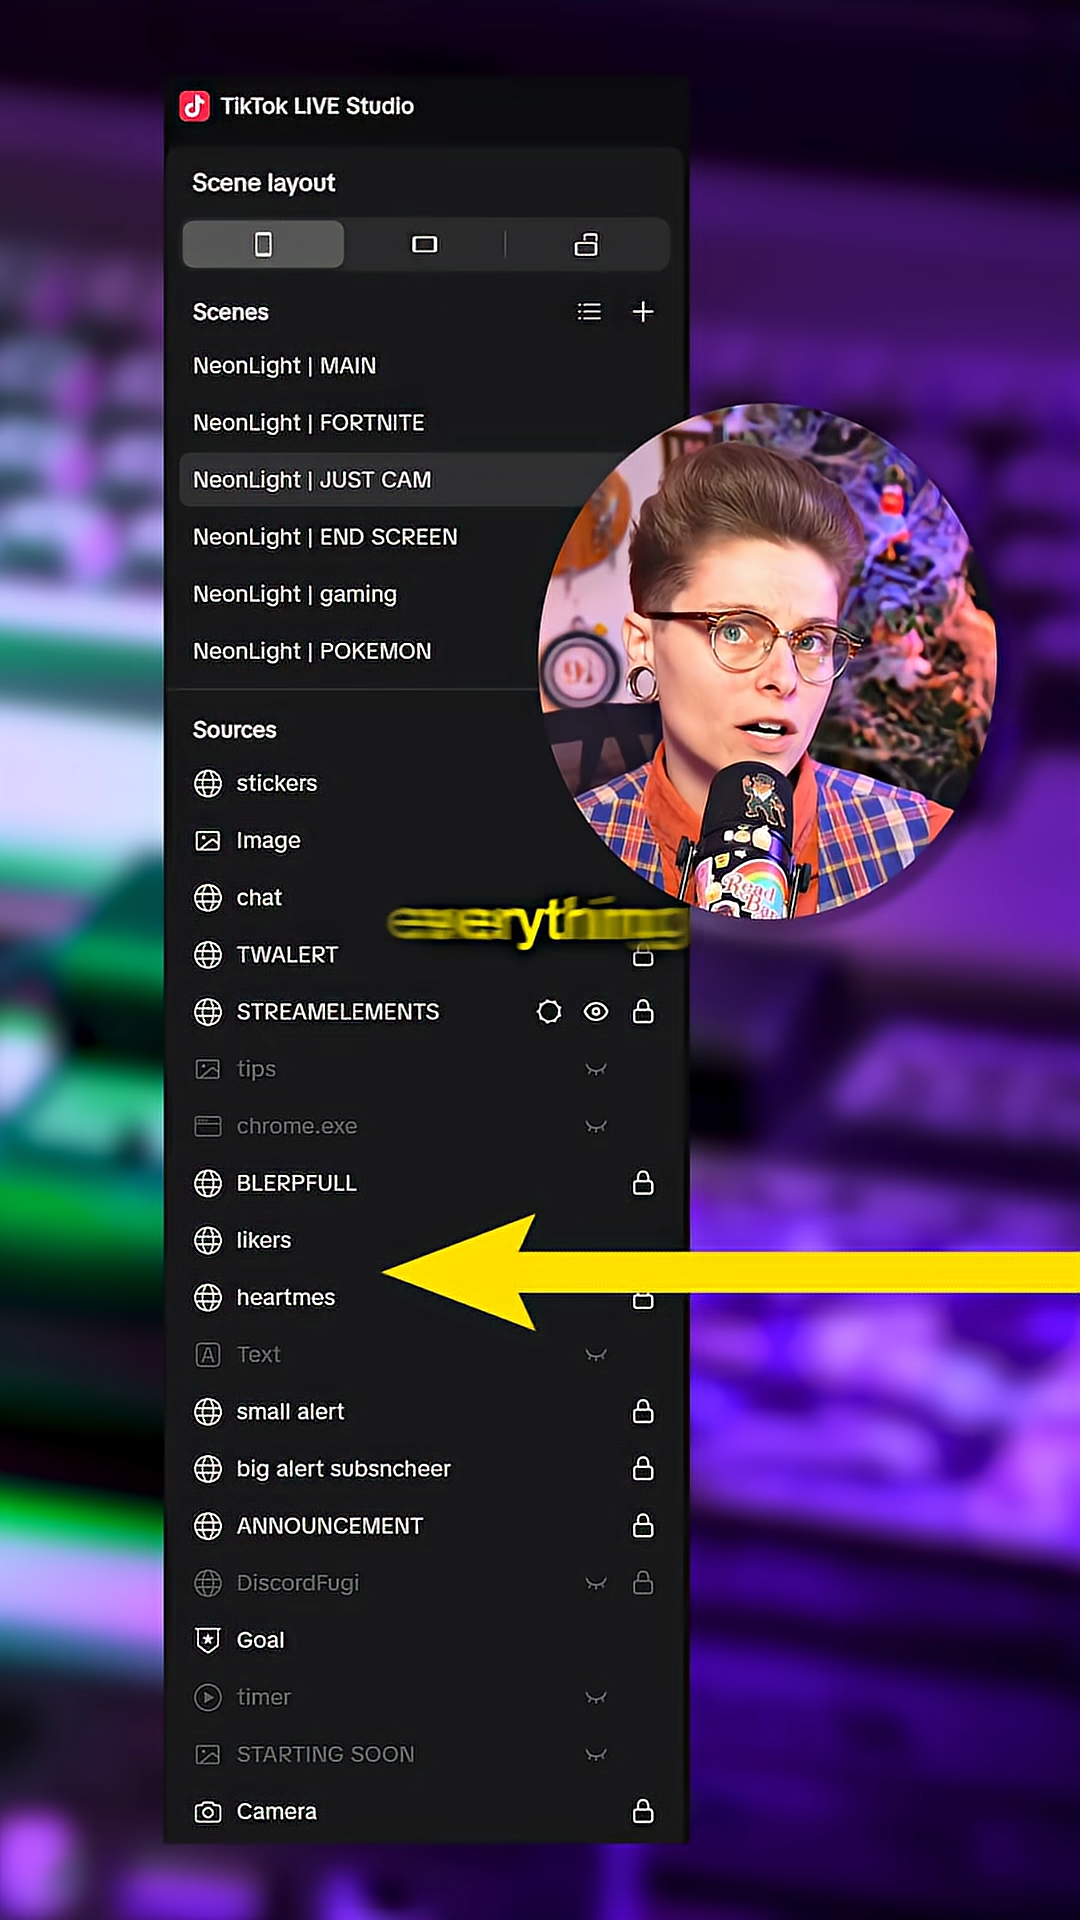 TikTok LIVE Studio
Scene layout
Scenes
NeonLight | MAIN
NeonLight | FORTNITE
NeonLight | JUST CAM
NeonLight | END SCREEN
NeonLight | gaming
NeonLight | POKEMON
Sources
stickers
Image
chat
everything
TWALERT
STREAMELEMENTS
tips
chrome.exe
BLERPFULL
likers
heartmes
Text
small alert
big alert subsncheer
ANNOUNCEMENT
DiscordFugi
Goal
timer
STARTING SOON
Camera
Read